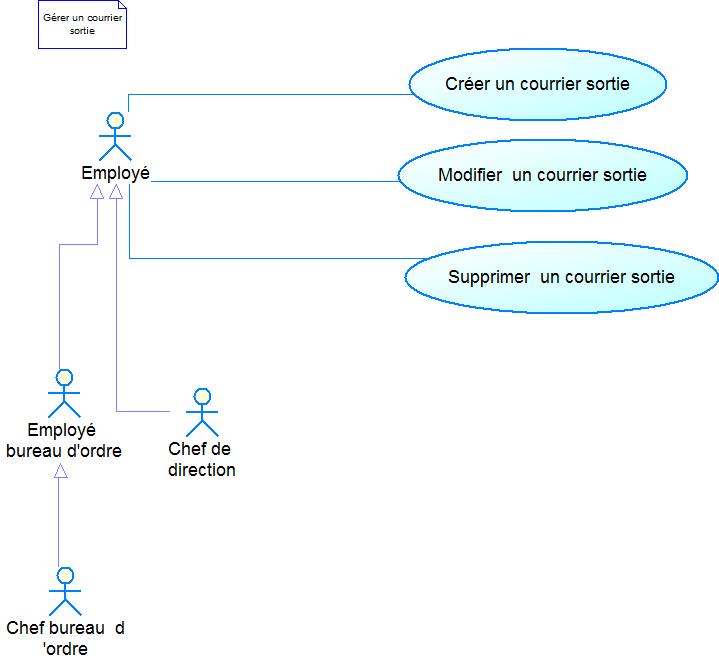 Gérer un courrier
sortie
Créer un courrier sortie
Employé
Modifier un courrier sortie
Supprimer un courrier sortie
Employé
bureau d'ordre
Chef de
direction
Chef bureau d
'ordre